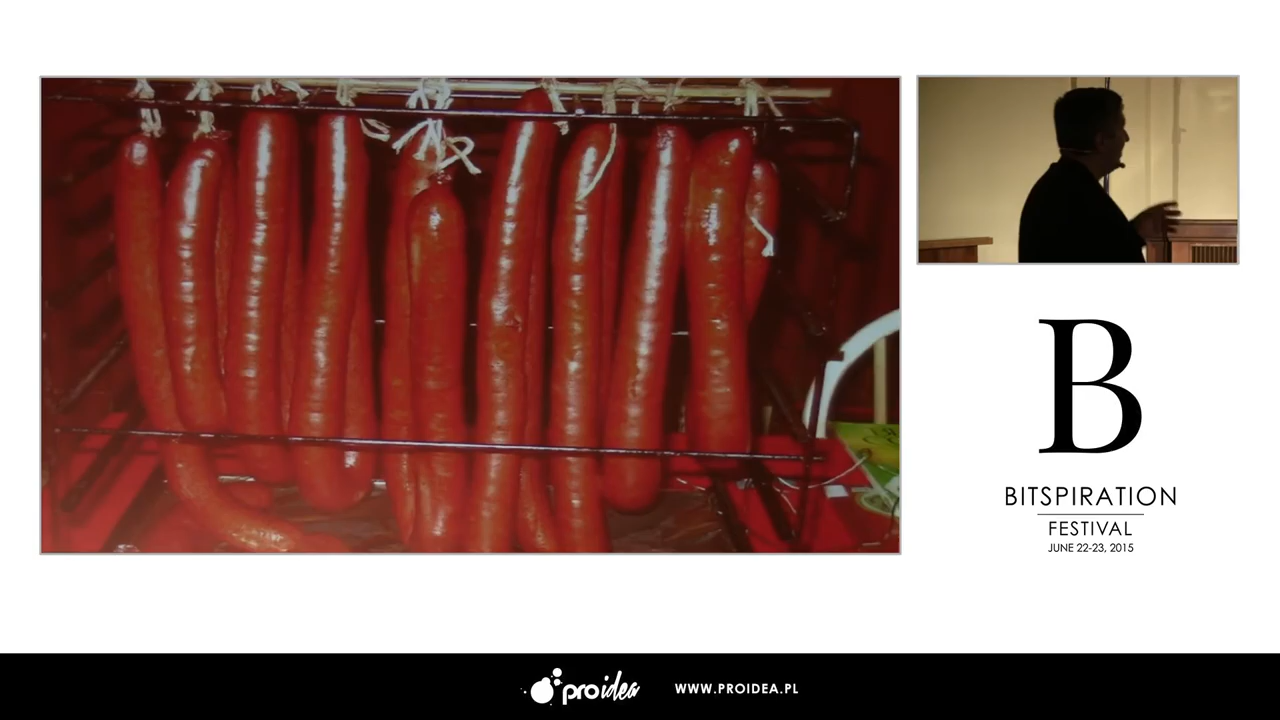 B
BITSPIRATION
FESTIVAL
JUNE 22-23, 2015
proidea
WWW.PROIDEA.PL